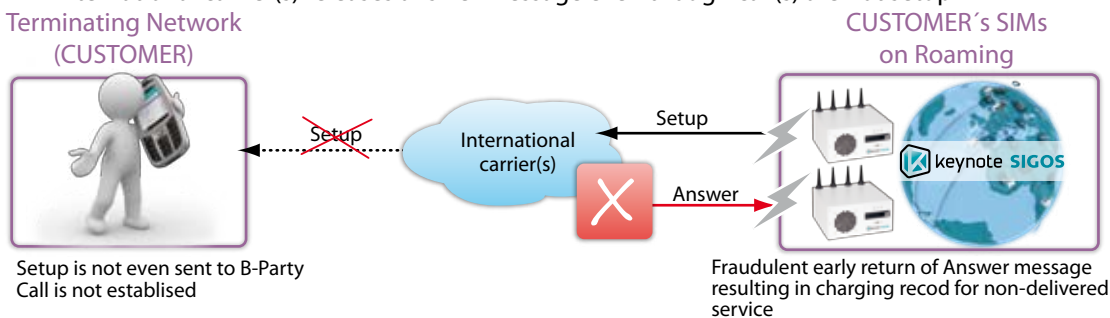 Terminating Network
(CUSTOMER)
CUSTOMER´s SIMs
on Roaming
Setup
International
carrier(s)
Setup
Answer
keynote SIGOS
Setup is not even sent to B-Party
Call is not establised
Fraudulent early return of Answer message
resulting in charging recod for non-delivered
service